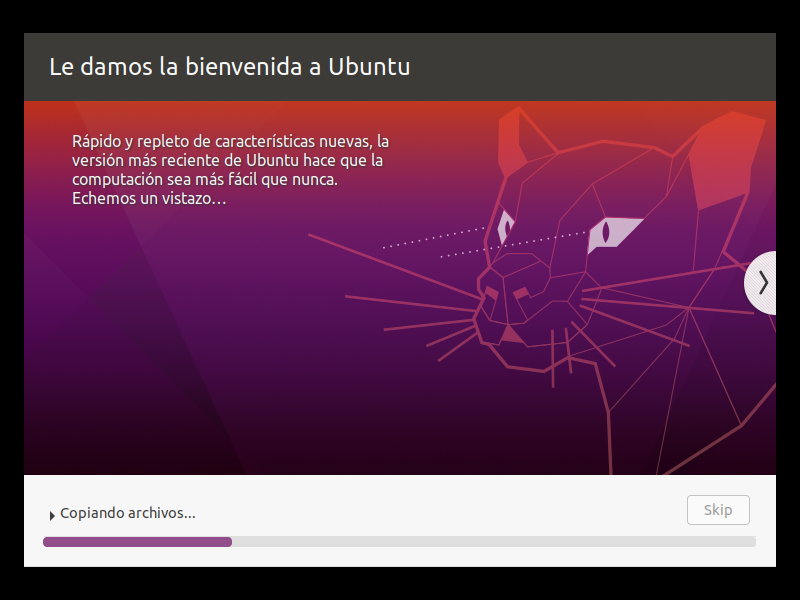 Le damos la bienvenida a Ubuntu
Rápido y repleto de características nuevas, la
versión más reciente de Ubuntu hace que la
computación sea más fácil que nunca.
Echemos un vistazo…
Copiando archivos...
Skip